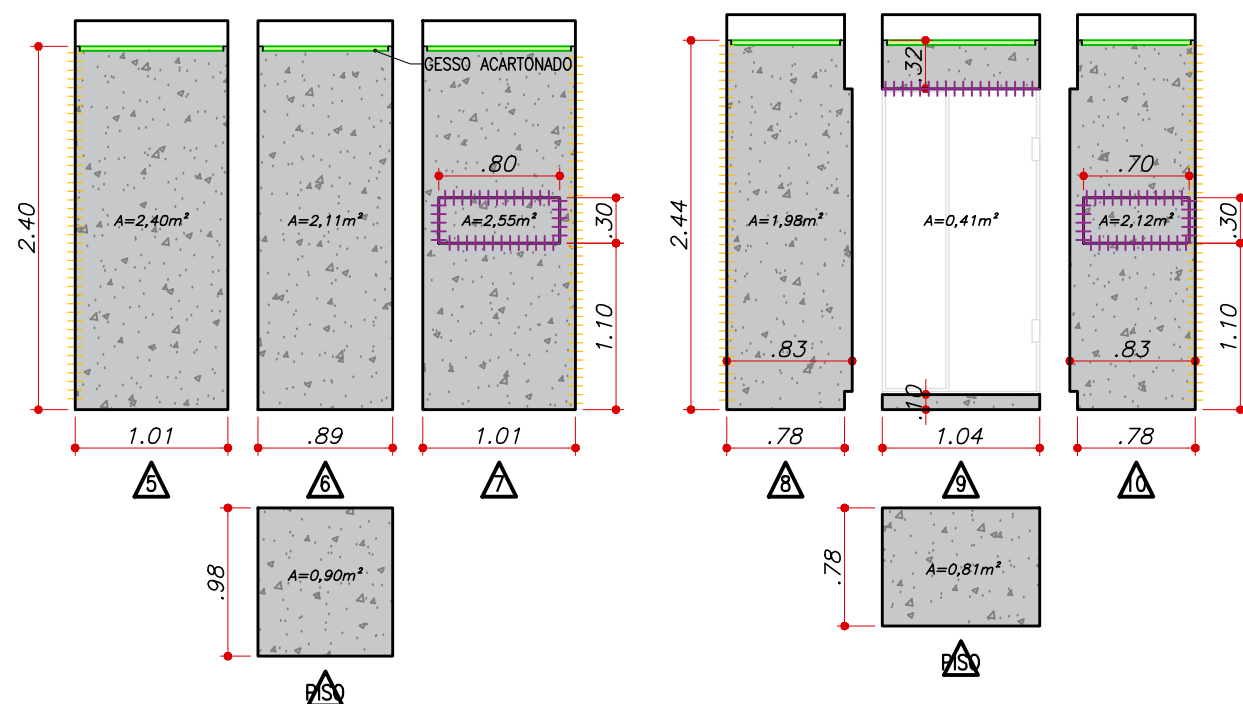 GESSO ACARTONADO
.32
.80
.70
2.40
A=2,40m²
A=2,11m²
A=2,55m²
.30
2.44
A=1,98m²
A=0,41m²
A=2,12m²
.30
1.10
1.10
.83
.83
.10
1.01
.89
1.01
.78
1.04
.78
5
6
7
8
9
10
.98
A=0,90m²
.78
A=0,81m²
PISO
PISO